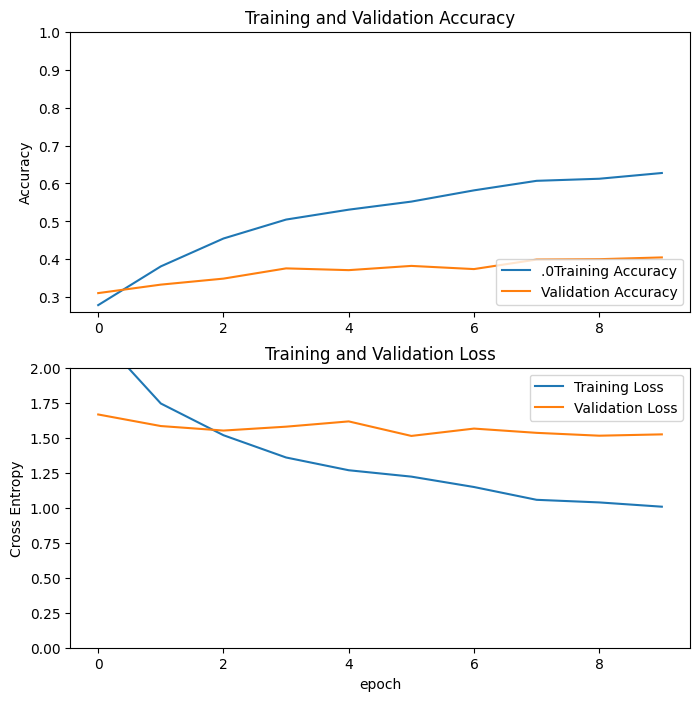 Training and Validation Accuracy
1.0
0.9
0.8
0.7
0.6
0.5
0.4
0.3
Accuracy
.0Training Accuracy
Validation Accuracy
0 2 4 6 8
Training and Validation Loss
2.00
1.75
1.50
1.25
1.00
0.75
0.50
0.25
0.00
Cross Entropy
Training Loss
Validation Loss
0 2 4 6 8
epoch